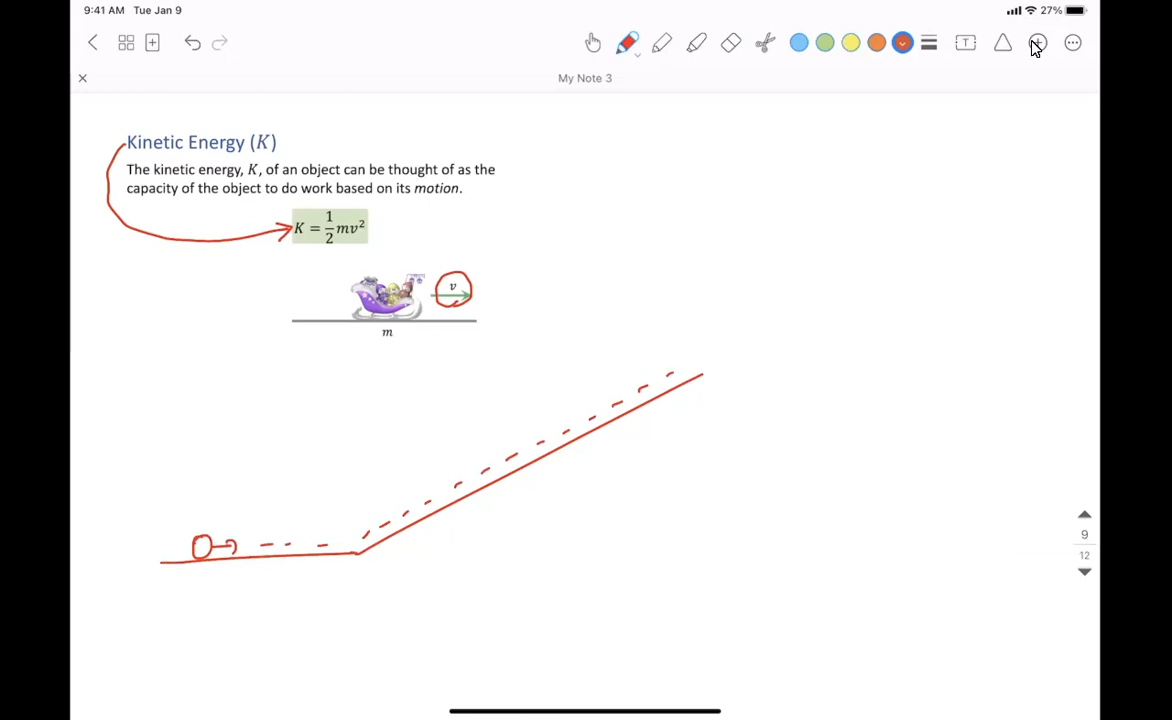 9:41 AM Tue Jan 9
27%
T
My Note 3
Kinetic Energy (K)
The kinetic energy, K, of an object can be thought of as the
capacity of the object to do work based on its motion.
K = \frac{1}{2}mv²
v
m
9
12